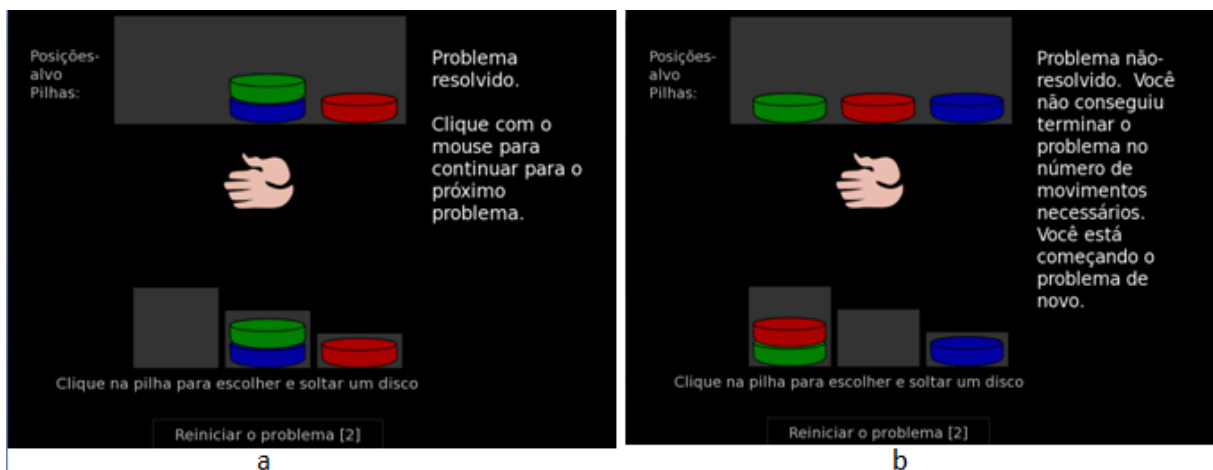 Posições-
alvo
Pilhas:
Problema
resolvido.
Clique com o
mouse para
continuar para o
próximo
problema.
Clique na pilha para escolher e soltar um disco
Reiniciar o problema [2]
a
Posições-
alvo
Pilhas:
Problema não-
resolvido.  Você
não conseguiu
terminar o
problema no
número de
movimentos
necessários.
Você está
começando o
problema de
novo.
Clique na pilha para escolher e soltar um disco
Reiniciar o problema [2]
b